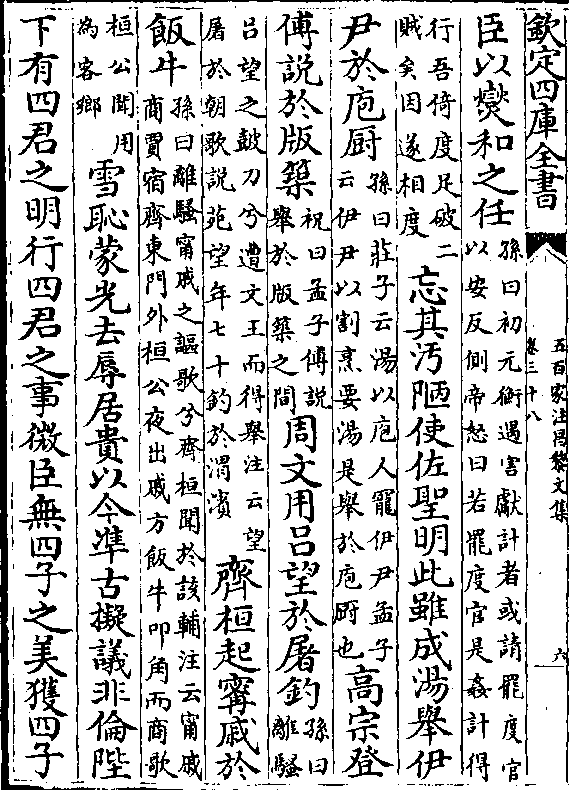 欽定四庫全書
五百家注昌黎文集
卷三十八
六
臣以燮和之任
孫曰初元衡遇害獻計者或請罷度官
以安反側帝怒曰若罷度官是姦計得
行吾倚度足破
賊矣因遂相度
二忘其汚陋使佐聖明此雖成湯舉伊
尹於庖厨
孫曰莊子云湯以庖人寵伊尹孟子
云伊尹以割烹要湯是舉於庖厨也
高宗登
傅說於版築
祝曰孟子傅說
舉於版築之間
周文用呂望於屠釣
孫曰
離騷
呂望之鼓刀兮遭文王而得舉注云望
屠於朝歌說苑望年七十釣於渭濱
齊桓起寗戚於
飯牛
孫曰離騷甯戚之謳歌兮齊桓聞於該輔注云甯戚
商賈宿齊東門外桓公夜出戚方飯牛叩角而商歌
桓公聞用
為客鄉
雪恥蒙光去辱居貴以今凖古擬議非倫陛
下有四君之明行四君之事微臣無四子之美獲四子